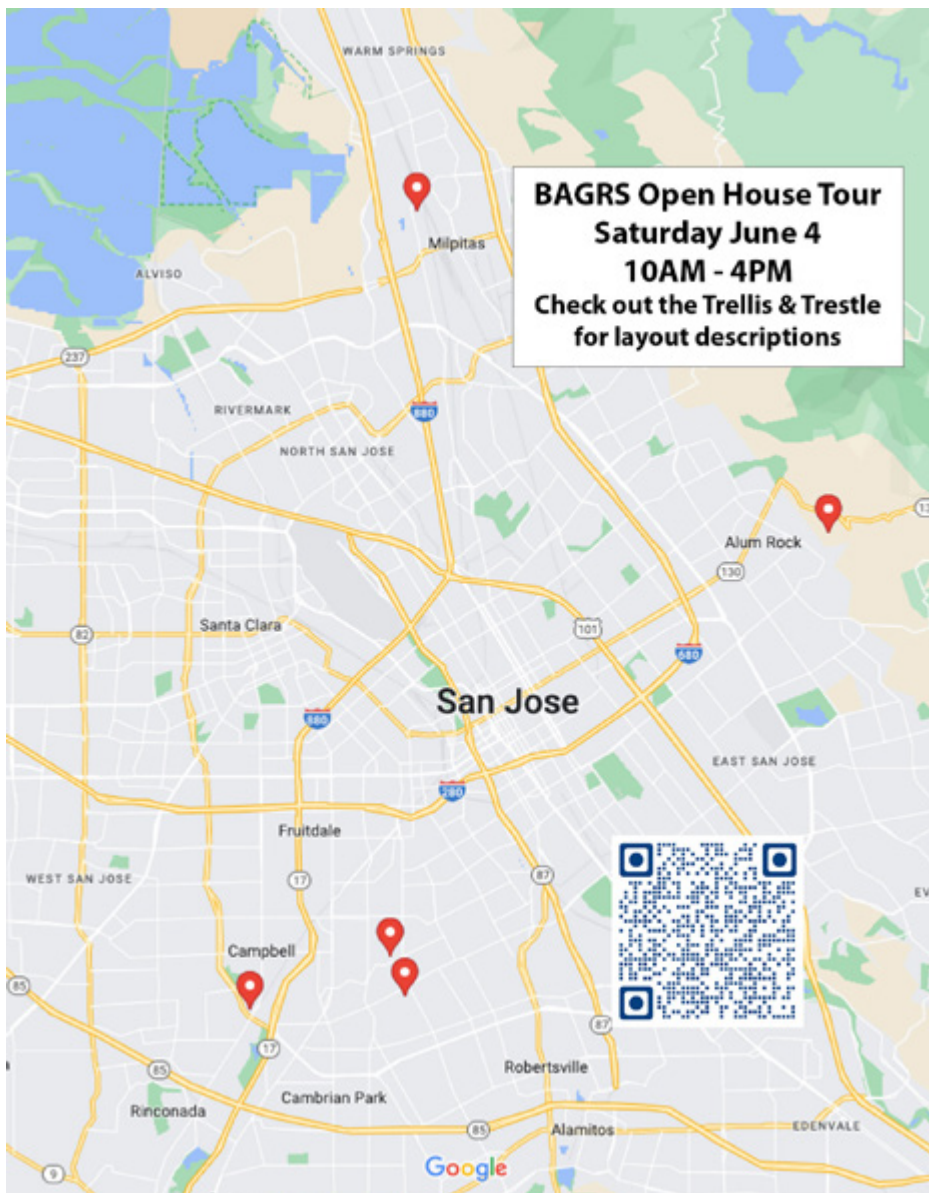 WARM SPRINGS
BAGRS Open House Tour
Saturday June 4
10AM - 4PM
Check out the Trellis & Trestle
for layout descriptions
Milpitas
ALVISO
237
RIVERMARK
880
NORTH SAN JOSE
13
Alum Rock
130
Santa Clara
101
82
680
San Jose
880
EAST SAN JOSE
280
Fruitdale
WEST SAN JOSE
17
87
EV
Campbell
85
87
17
85
Robertsville
Cambrian Park
Rinconada
85
Alamitos
EDENVALE
9
Google